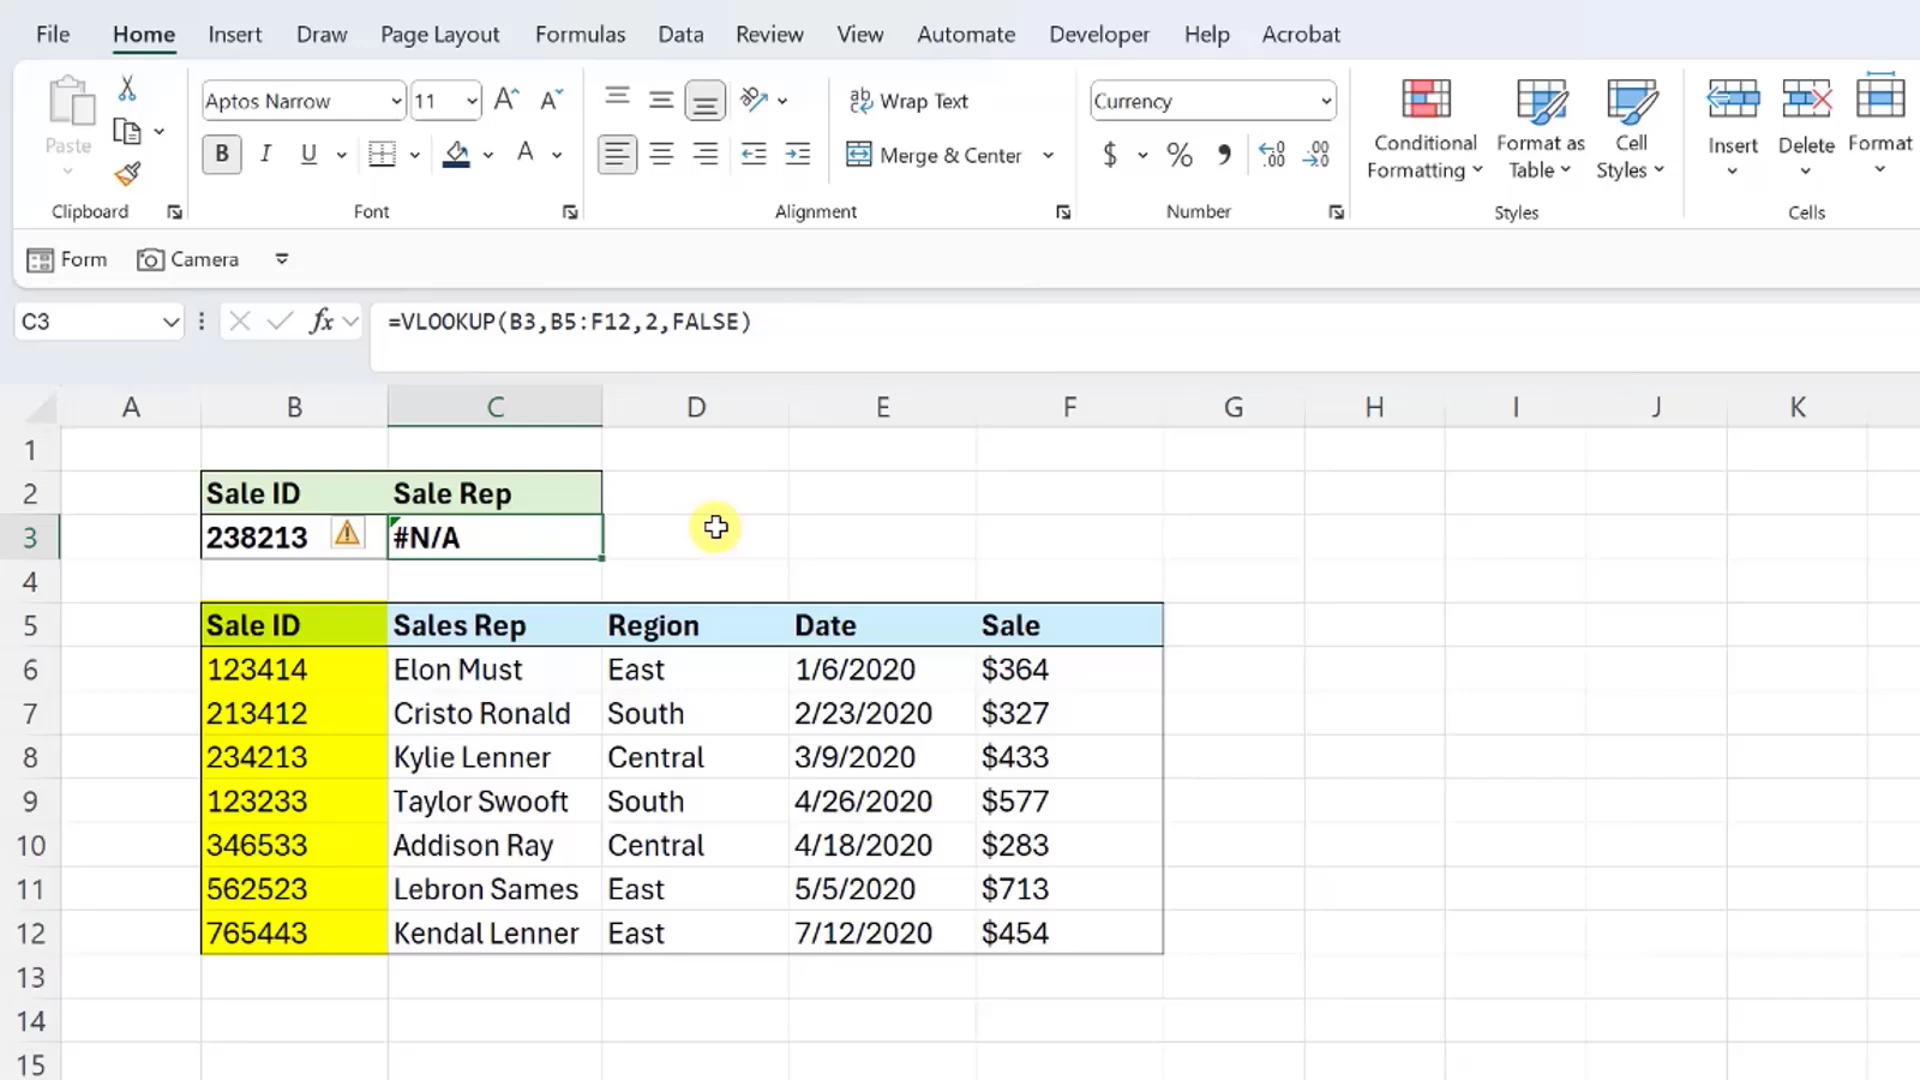 File Home Insert Draw Page Layout Formulas Data Review View Automate Developer Help Acrobat
Paste
Clipboard
Aptos Narrow 11 A A
B I U A
Font
ab Wrap Text
Merge & Center
Alignment
Currency
$ % , .00 .00
Number
Conditional Formatting
Format as Table
Cell Styles
Styles
Insert Delete Format
Cells
Form Camera
C3 fx =VLOOKUP(B3,B5:F12,2,FALSE)
A B C D E F G H I J K
1
2 Sale ID Sale Rep
3 238213 #N/A
4
5 Sale ID Sales Rep Region Date Sale
6 123414 Elon Must East 1/6/2020 $364
7 213412 Cristo Ronald South 2/23/2020 $327
8 234213 Kylie Lenner Central 3/9/2020 $433
9 123233 Taylor Swooft South 4/26/2020 $577
10 346533 Addison Ray Central 4/18/2020 $283
11 562523 Lebron Sames East 5/5/2020 $713
12 765443 Kendal Lenner East 7/12/2020 $454
13
14
15